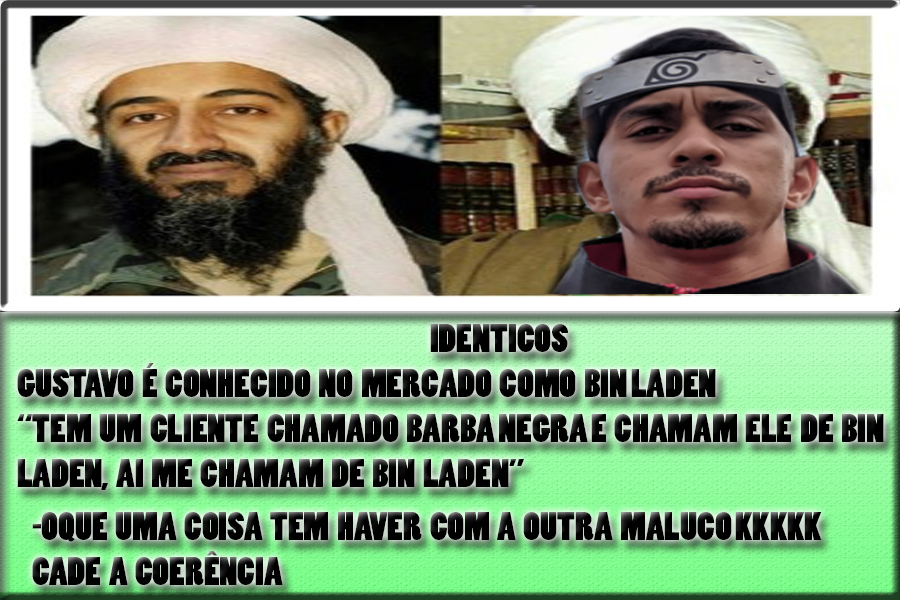 IDENTICOS
GUSTAVO É CONHECIDO NO MERCADO COMO BIN LADEN
“TEM UM CLIENTE CHAMADO BARBA NEGRA E CHAMAM ELE DE BIN
LADEN, AI ME CHAMAM DE BIN LADEN”
-OQUE UMA COISA TEM HAVER COM A OUTRA MALUCO KKKKK
CADE A COERÊNCIA